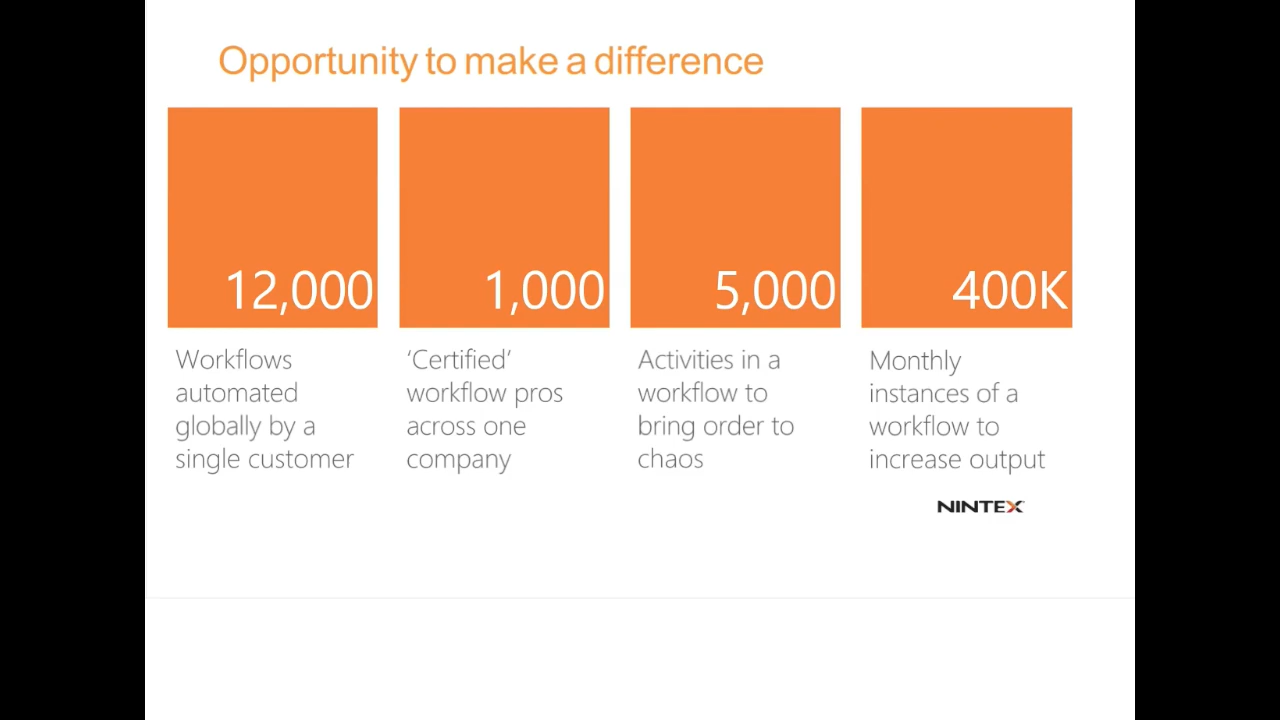 Opportunity to make a difference
12,000
Workflows
automated
globally by a
single customer
1,000
‘Certified’
workflow pros
across one
company
5,000
Activities in a
workflow to
bring order to
chaos
400K
Monthly
instances of a
workflow to
increase output
NINTEX